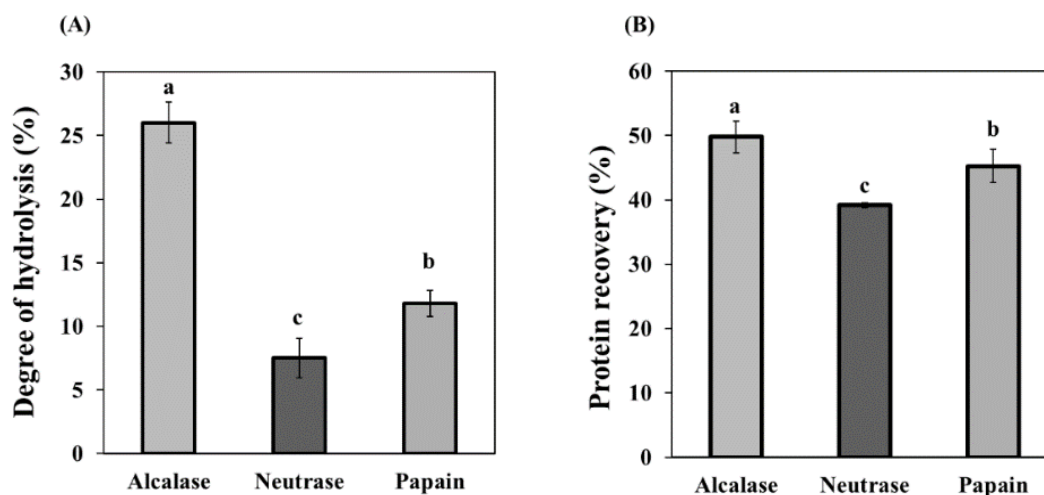 (A)
Degree of hydrolysis (%)
30
25
20
15
10
5
0
a
c
b
Alcalase Neutrase Papain
(B)
Protein recovery (%)
60
50
40
30
20
10
0
a
c
b
Alcalase Neutrase Papain